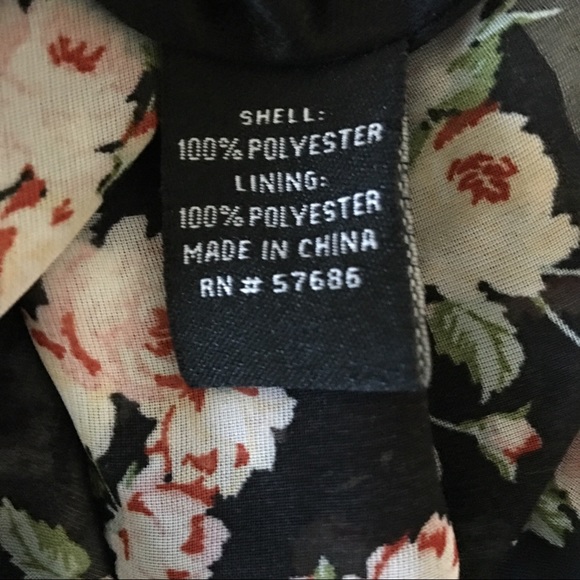 SHELL:
100% POLYESTER
LINING:
100% POLYESTER
MADE IN CHINA
RN # 57686